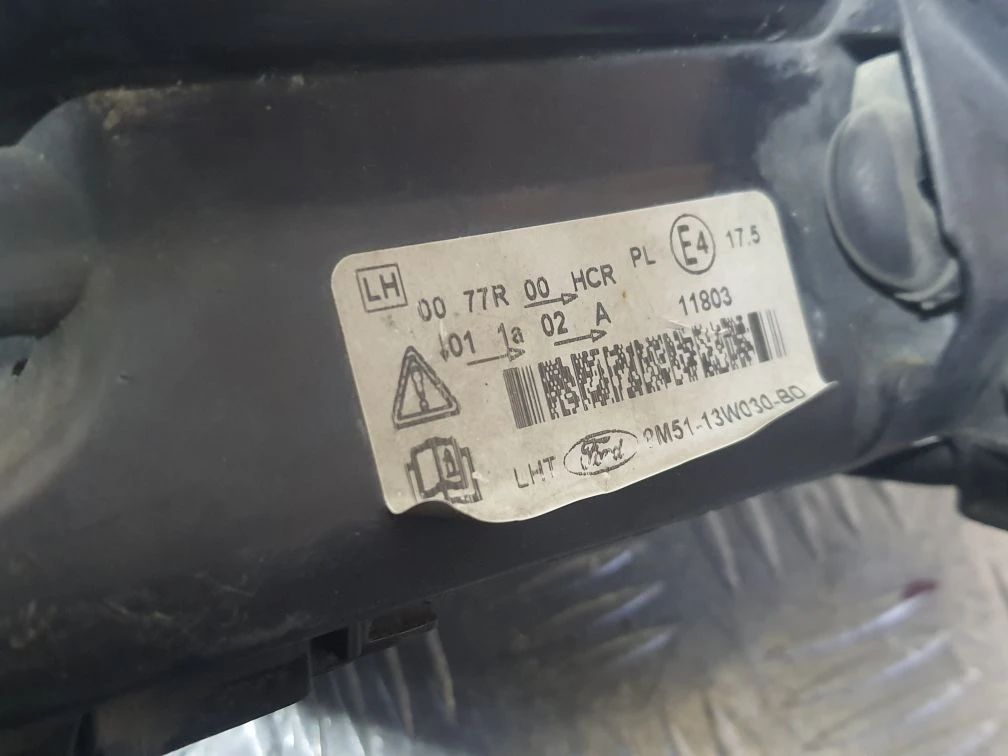 LH 00 77R 00 HCR PL E4 17.5
01 1a 02 A 11803
LHT Ford 8M51-13W030-BD